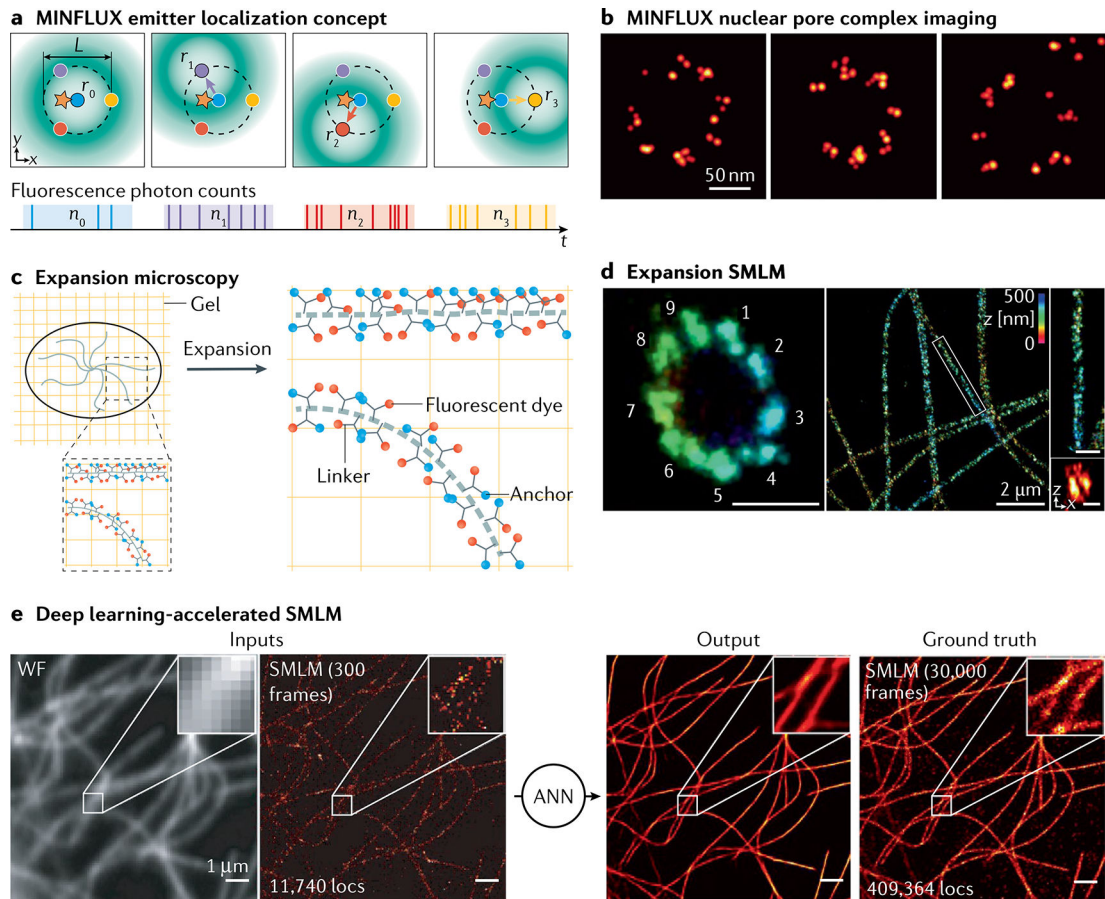 a MINFLUX emitter localization concept
L
r0
r1
r2
r3
y
x
Fluorescence photon counts
n0
n1
n2
n3
t
b MINFLUX nuclear pore complex imaging
50 nm
c Expansion microscopy
Gel
Expansion
Fluorescent dye
Linker
Anchor
d Expansion SMLM
9
1
8
2
7
3
6
4
5
500
z [nm]
0
2 μm
z
x
e Deep learning-accelerated SMLM
Inputs
Output
Ground truth
WF
1 μm
SMLM (300
frames)
11,740 locs
ANN
SMLM (30,000
frames)
409,364 locs